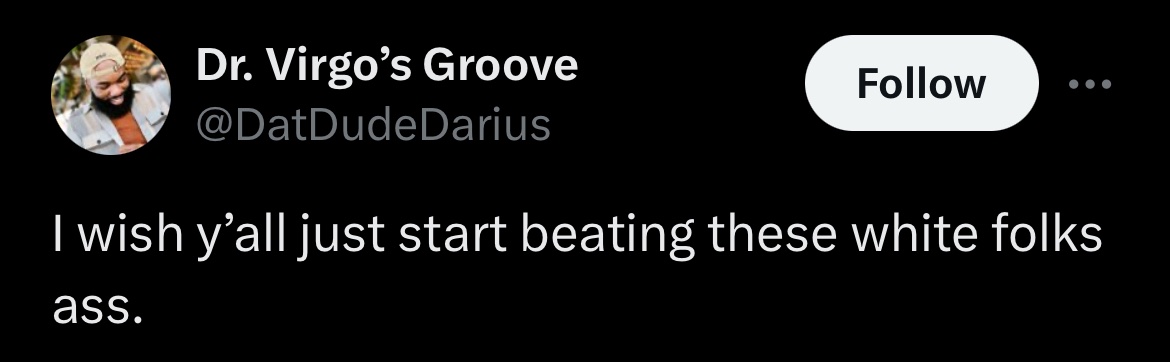 Dr. Virgo’s Groove
Follow
@DatDudeDarius
I wish y’all just start beating these white folks
ass.